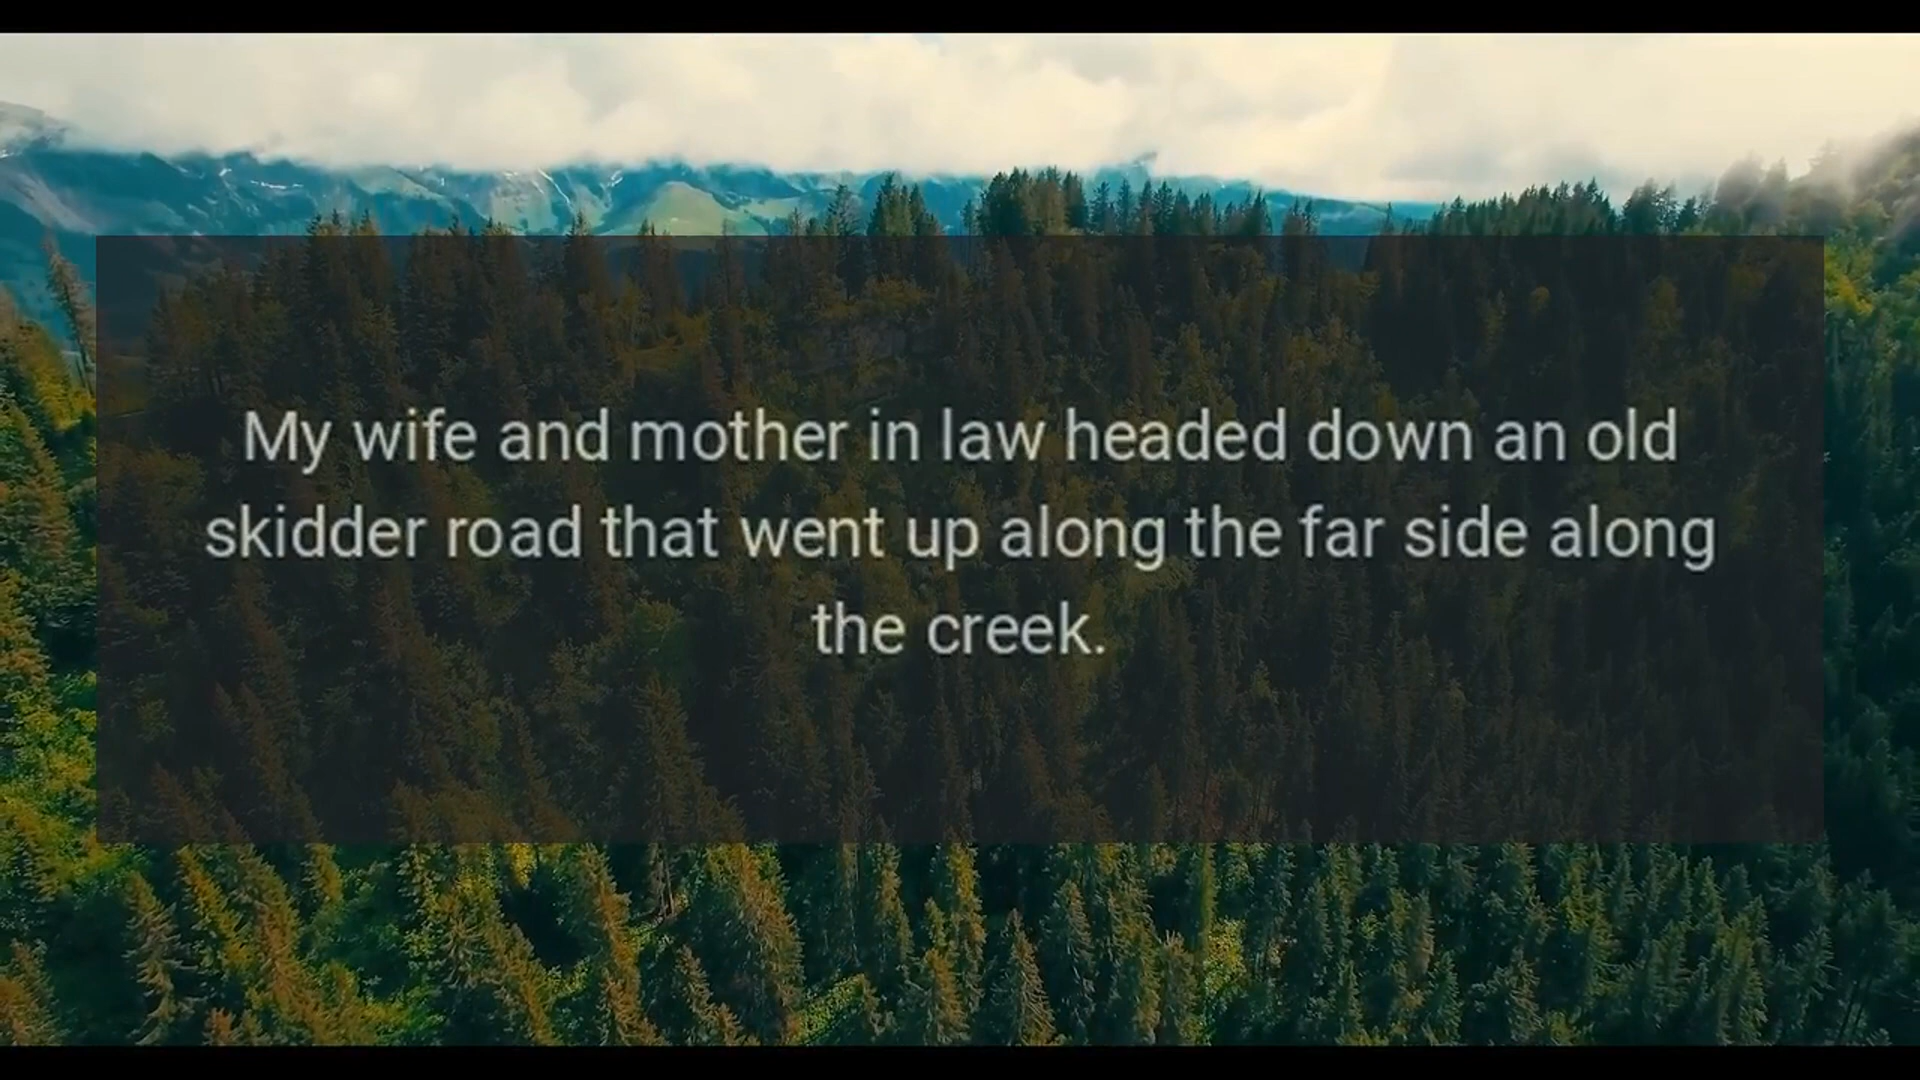 My wife and mother in law headed down an old
skidder road that went up along the far side along
the creek.